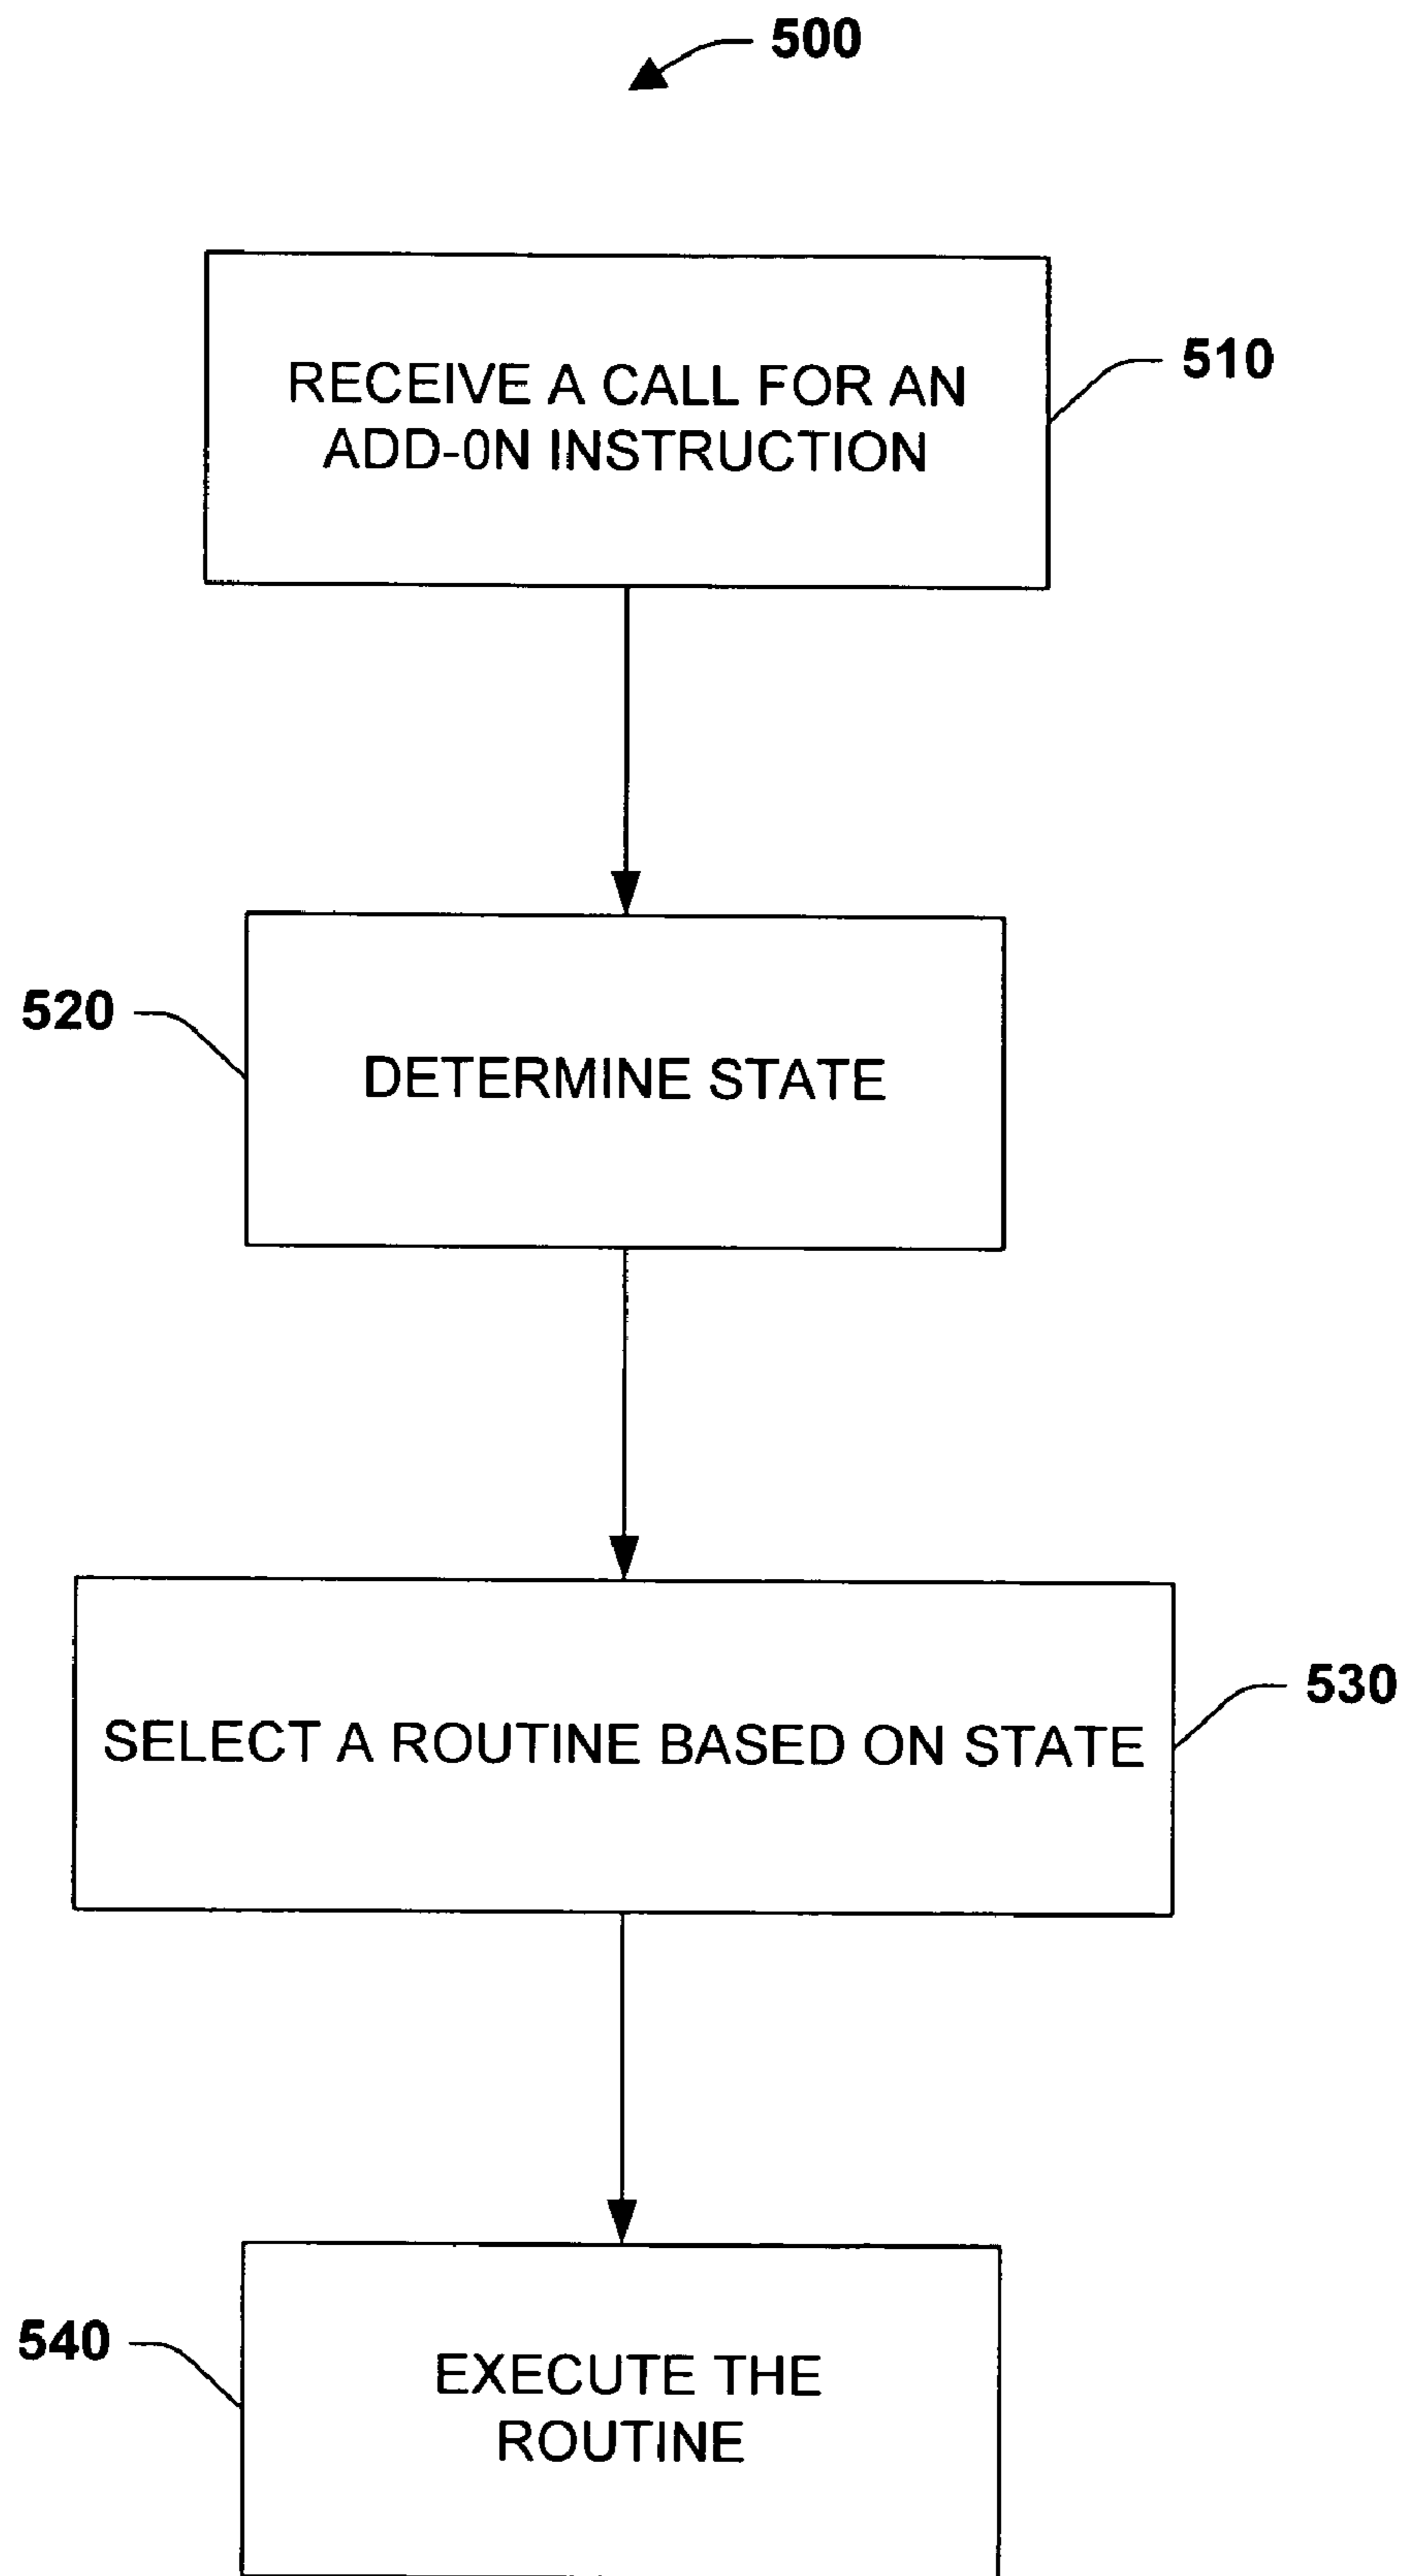 500
RECEIVE A CALL FOR AN
ADD-0N INSTRUCTION
510
520
DETERMINE STATE
SELECT A ROUTINE BASED ON STATE
530
540
EXECUTE THE
ROUTINE